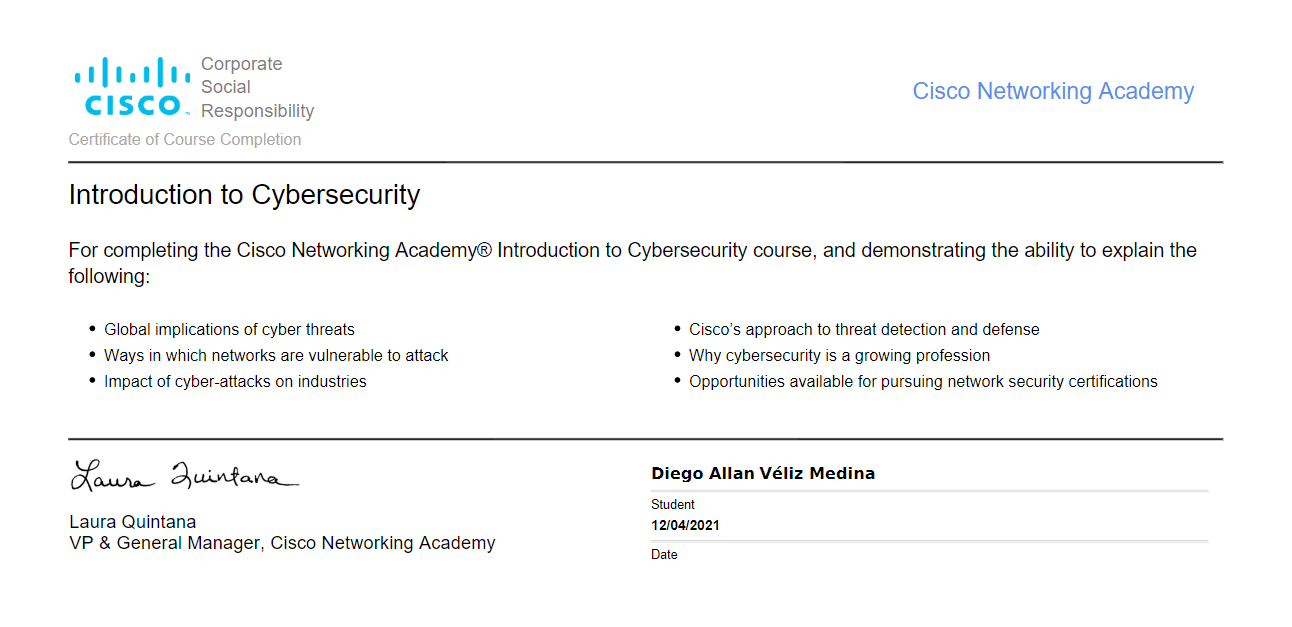 CISCO
Corporate
Social
Responsibility
Cisco Networking Academy
Certificate of Course Completion
Introduction to Cybersecurity
For completing the Cisco Networking Academy® Introduction to Cybersecurity course, and demonstrating the ability to explain the
following:
• Global implications of cyber threats
• Ways in which networks are vulnerable to attack
• Impact of cyber-attacks on industries
• Cisco’s approach to threat detection and defense
• Why cybersecurity is a growing profession
• Opportunities available for pursuing network security certifications
Laura Quintana
Laura Quintana
VP & General Manager, Cisco Networking Academy
Diego Allan Véliz Medina
Student
12/04/2021
Date